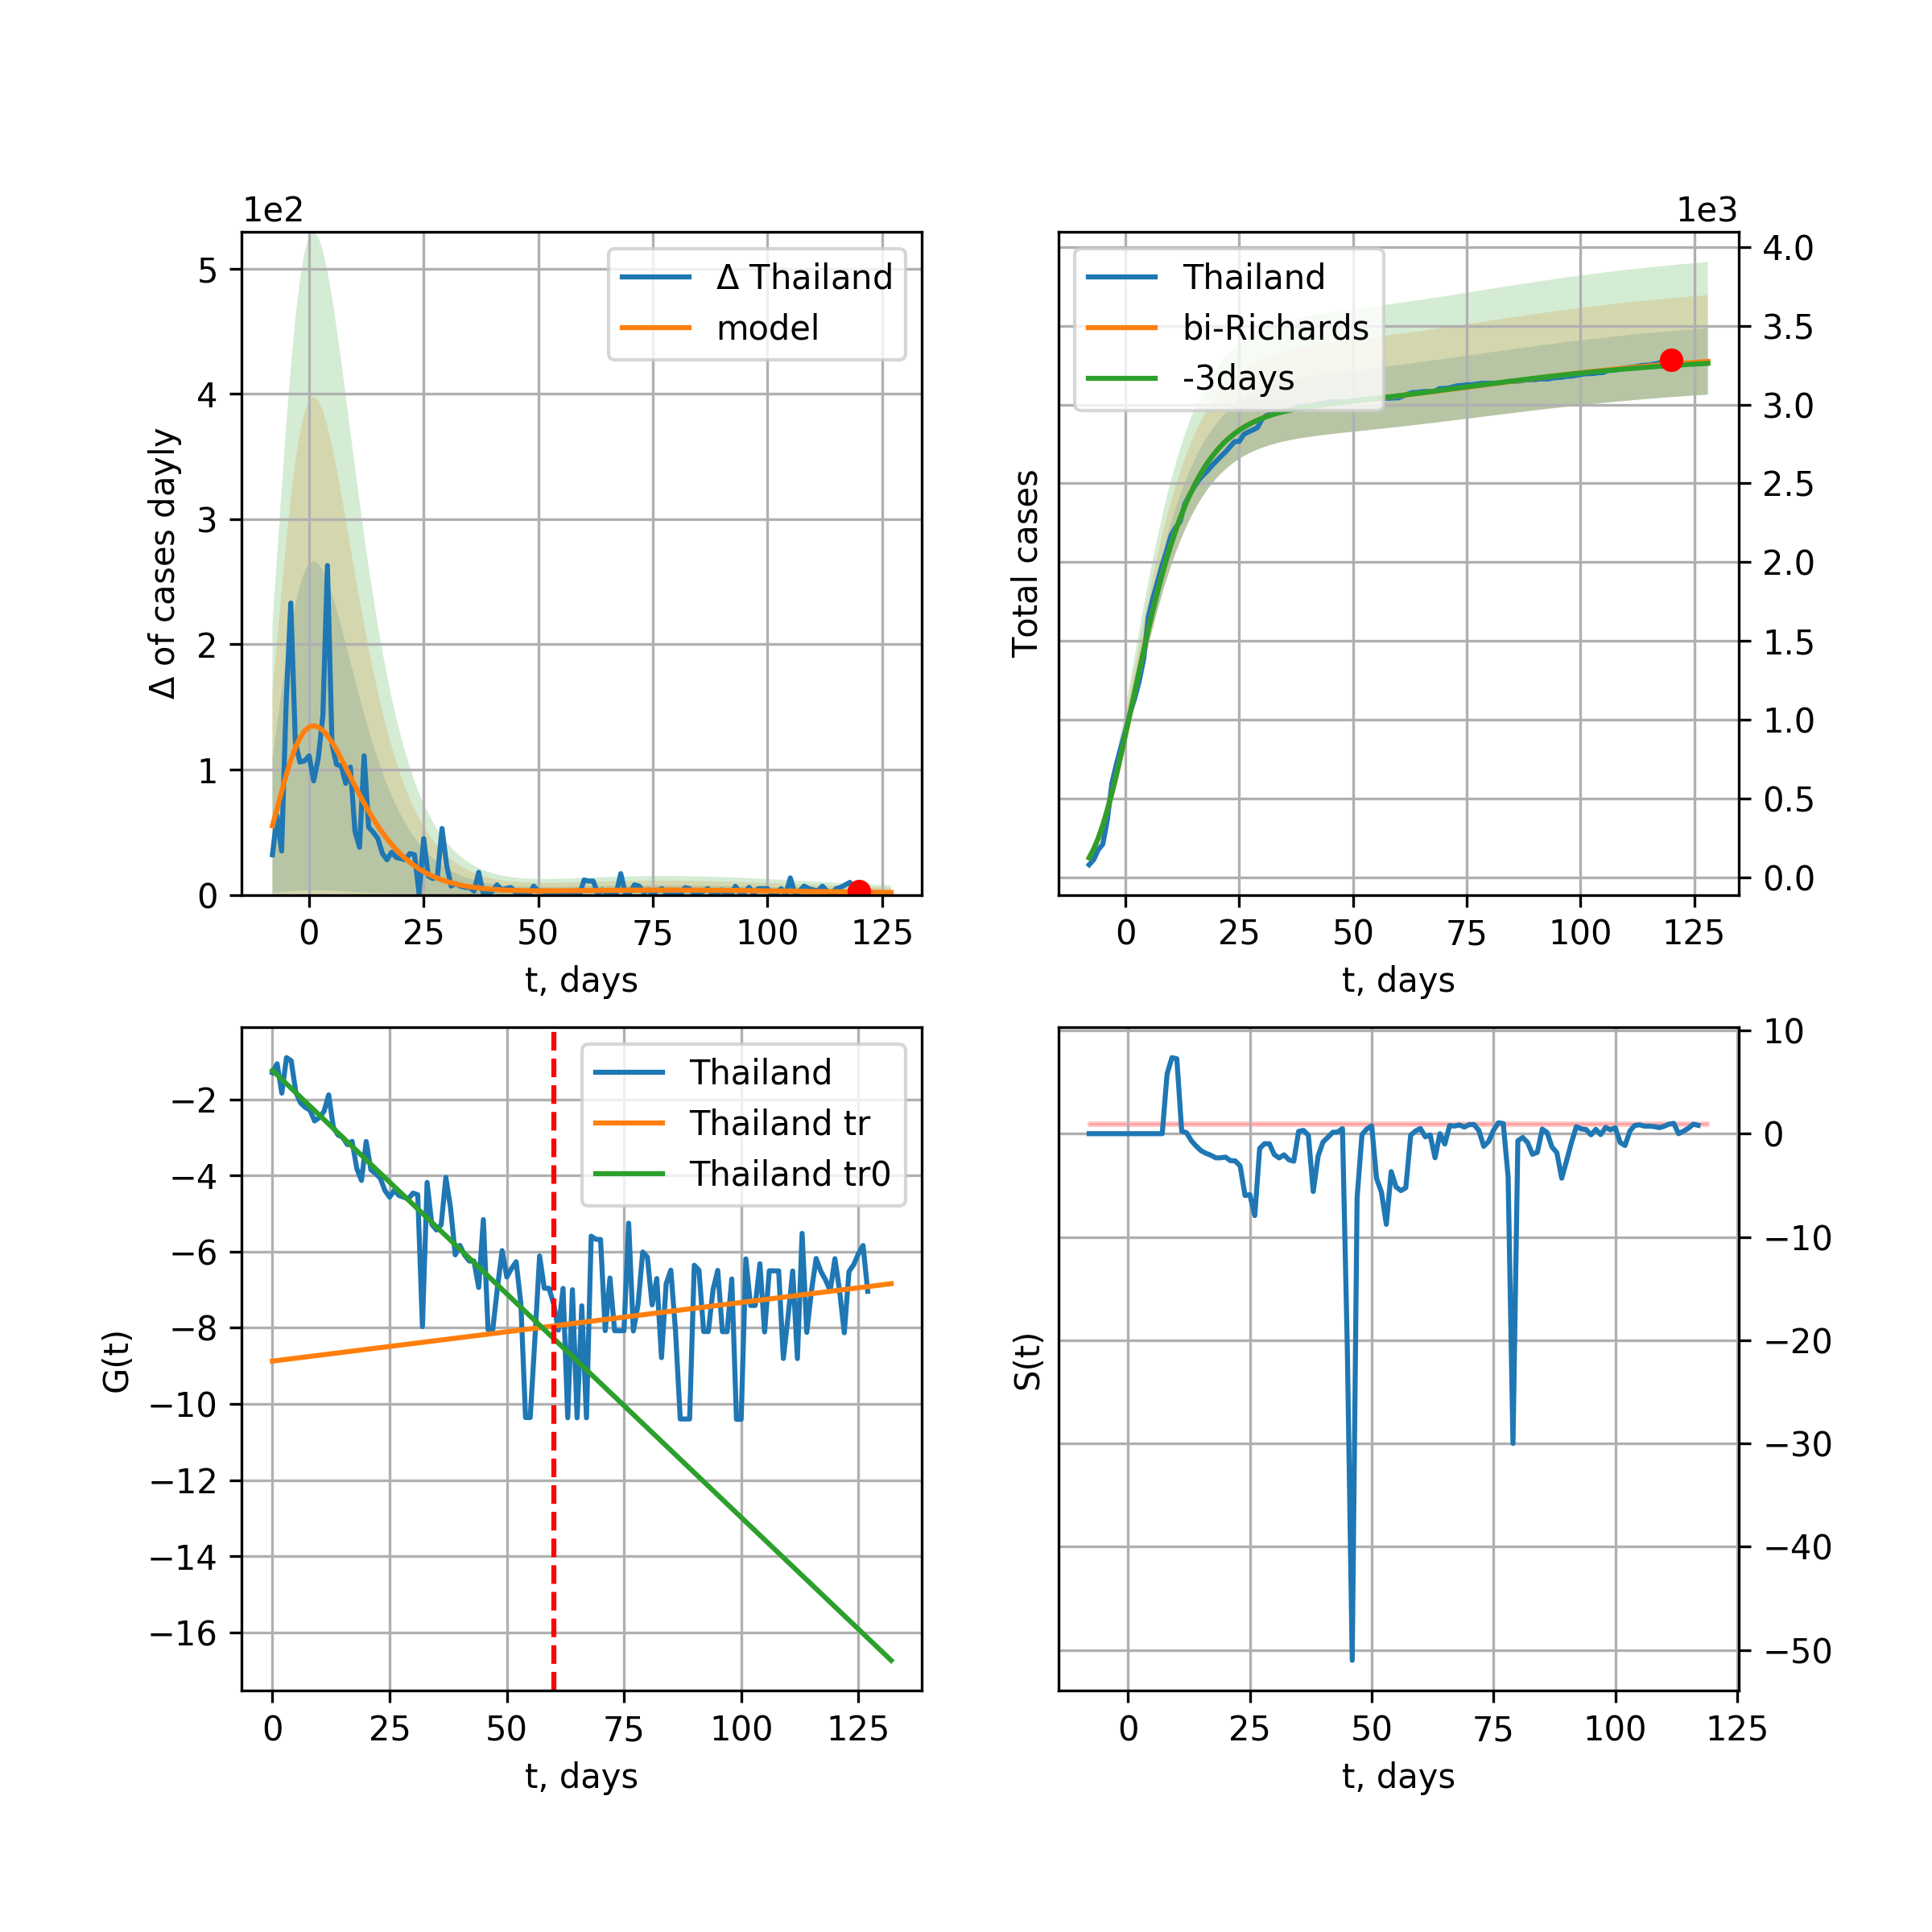 1e2
5
4
3
2
1
0
Δ of cases dayly
Δ Thailand
model
0 25 50 75 100 125
t, days
1e3
4.0
3.5
3.0
2.5
2.0
1.5
1.0
0.5
0.0
Total cases
Thailand
bi-Richards
-3days
0 25 50 75 100 125
t, days
−2
−4
−6
−8
−10
−12
−14
−16
G(t)
Thailand
Thailand tr
Thailand tr0
0 25 50 75 100 125
t, days
10
0
−10
−20
−30
−40
−50
S(t)
0 25 50 75 100 125
t, days